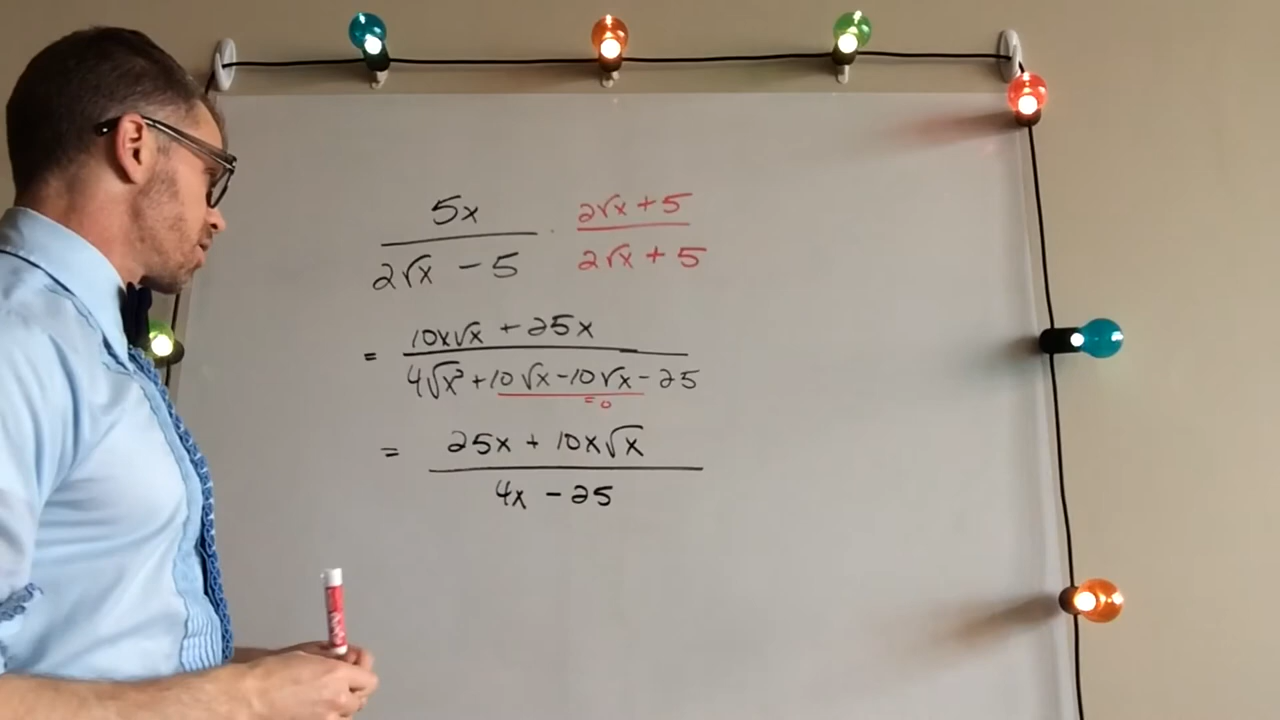 5x / 2√x - 5 · 2√x + 5 / 2√x + 5
= 10x√x + 25x
4√x² + 10√x - 10√x - 25
= 0
= 25x + 10x√x
4x - 25